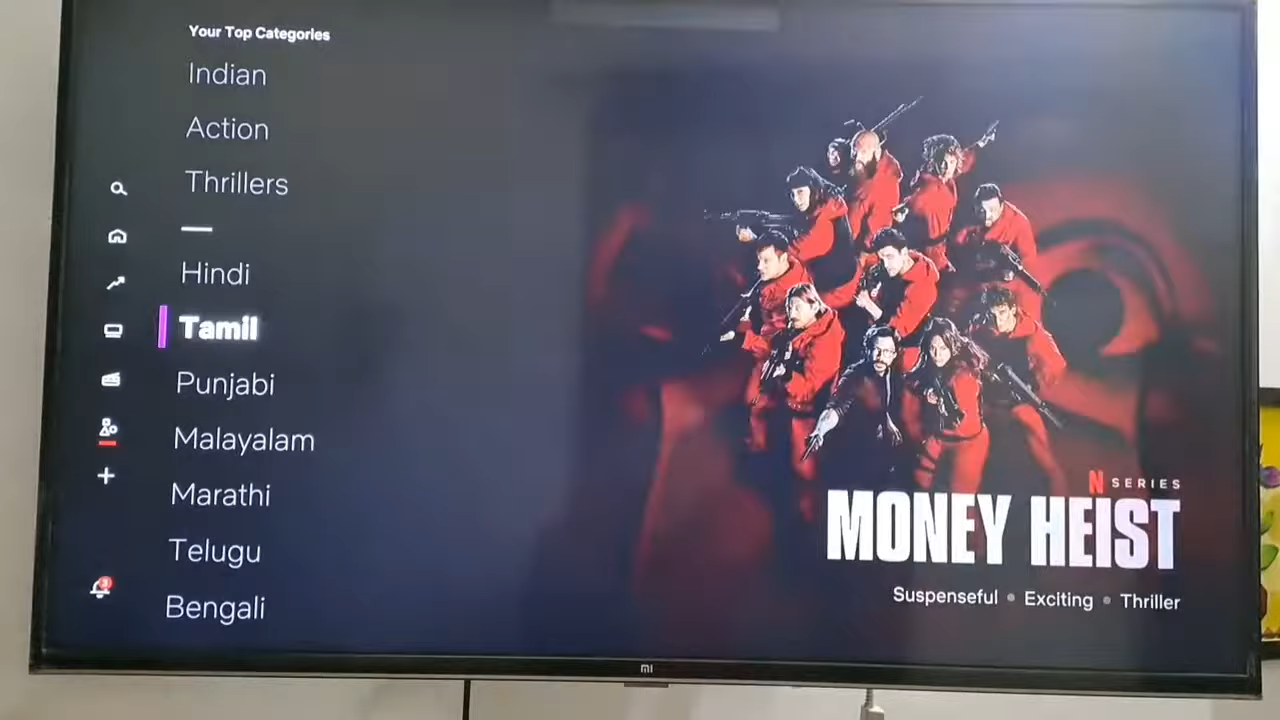 Your Top Categories
Indian
Action
Thrillers
Hindi
Tamil
Punjabi
Malayalam
Marathi
Telugu
Bengali
3
N SERIES
MONEY HEIST
Suspenseful • Exciting • Thriller
mi